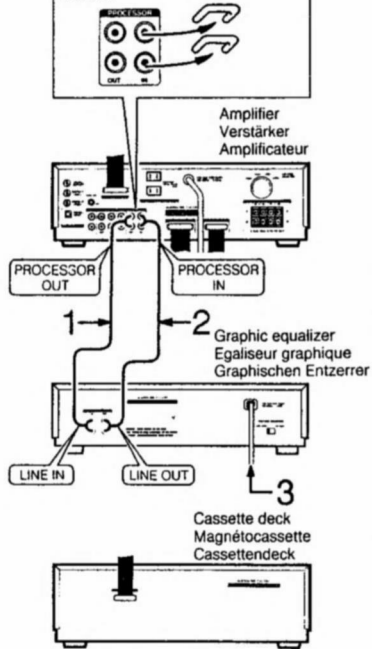 PROCESSOR
OUT IN
Amplifier
Verstärker
Amplificateur
PROCESSOR
OUT
PROCESSOR
IN
1
2
Graphic equalizer
Egaliseur graphique
Graphischen Entzerrer
LINE IN
LINE OUT
3
Cassette deck
Magnétocassette
Cassettendeck